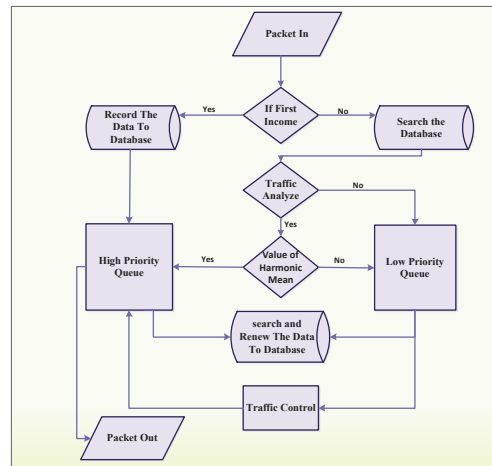 Packet In
If First
Income
Yes
No
Record The
Data To
Database
Search the
Database
Traffic
Analyze
No
Yes
High Priority
Queue
Yes
Value of
Harmonic
Mean
No
Low Priority
Queue
search and
Renew The Data
To Database
Traffic Control
Packet Out